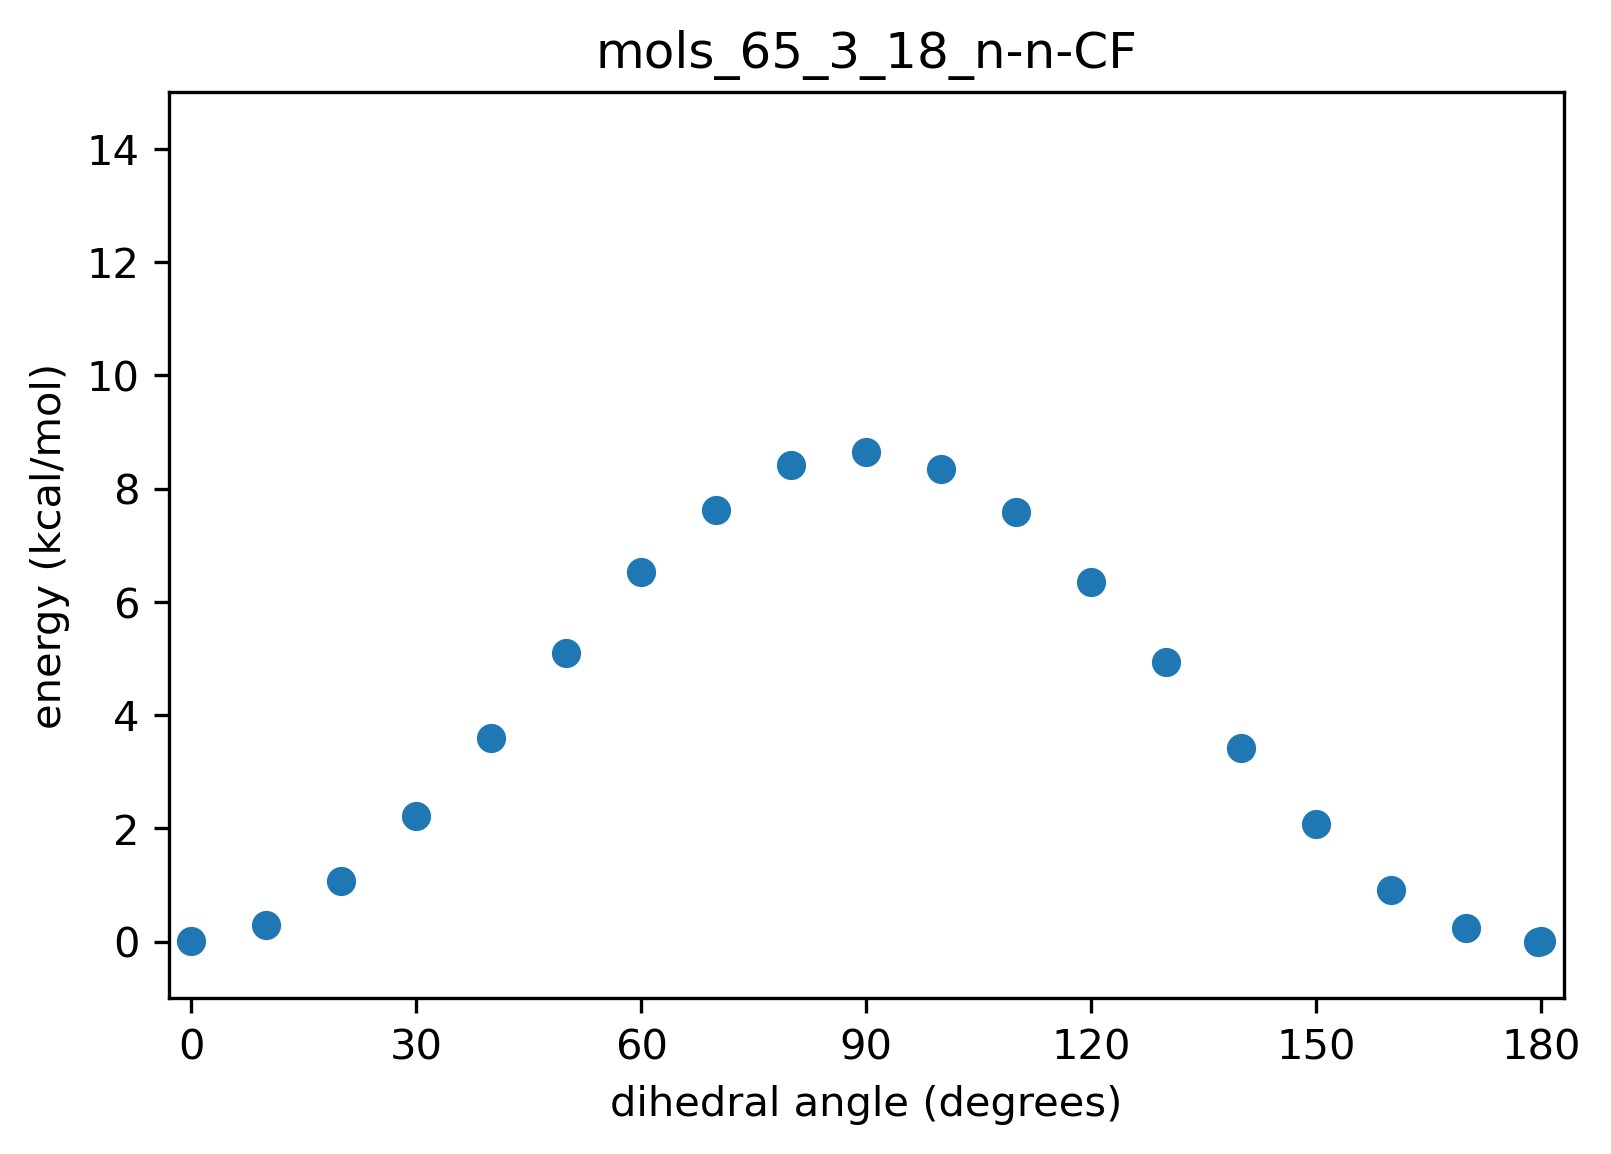 mols_65_3_18_n-n-CF
14
12
10
8
6
4
2
0
energy (kcal/mol)
0 30 60 90 120 150 180
dihedral angle (degrees)